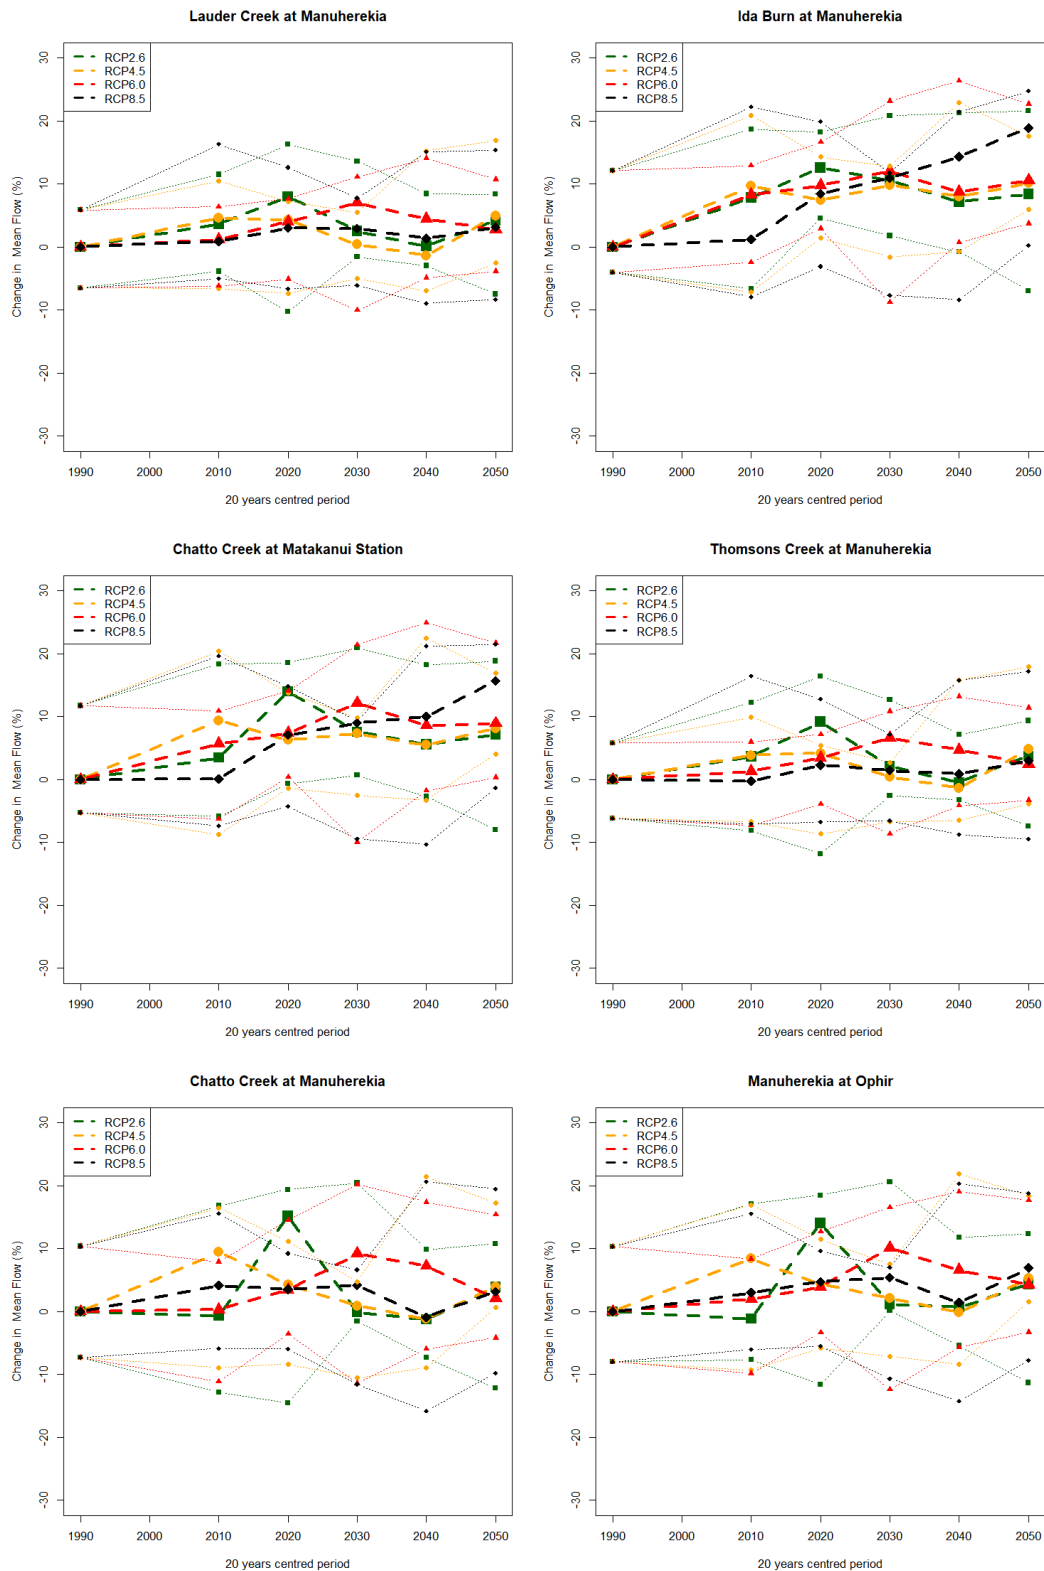 Lauder Creek at Manuherekia
RCP2.6
RCP4.5
RCP6.0
RCP8.5
Change in Mean Flow (%)
30
20
10
0
-10
-20
-30
1990 2000 2010 2020 2030 2040 2050
20 years centred period
Ida Burn at Manuherekia
RCP2.6
RCP4.5
RCP6.0
RCP8.5
Change in Mean Flow (%)
30
20
10
0
-10
-20
-30
1990 2000 2010 2020 2030 2040 2050
20 years centred period
Chatto Creek at Matakanui Station
RCP2.6
RCP4.5
RCP6.0
RCP8.5
Change in Mean Flow (%)
30
20
10
0
-10
-20
-30
1990 2000 2010 2020 2030 2040 2050
20 years centred period
Thomsons Creek at Manuherekia
RCP2.6
RCP4.5
RCP6.0
RCP8.5
Change in Mean Flow (%)
30
20
10
0
-10
-20
-30
1990 2000 2010 2020 2030 2040 2050
20 years centred period
Chatto Creek at Manuherekia
RCP2.6
RCP4.5
RCP6.0
RCP8.5
Change in Mean Flow (%)
30
20
10
0
-10
-20
-30
1990 2000 2010 2020 2030 2040 2050
20 years centred period
Manuherekia at Ophir
RCP2.6
RCP4.5
RCP6.0
RCP8.5
Change in Mean Flow (%)
30
20
10
0
-10
-20
-30
1990 2000 2010 2020 2030 2040 2050
20 years centred period